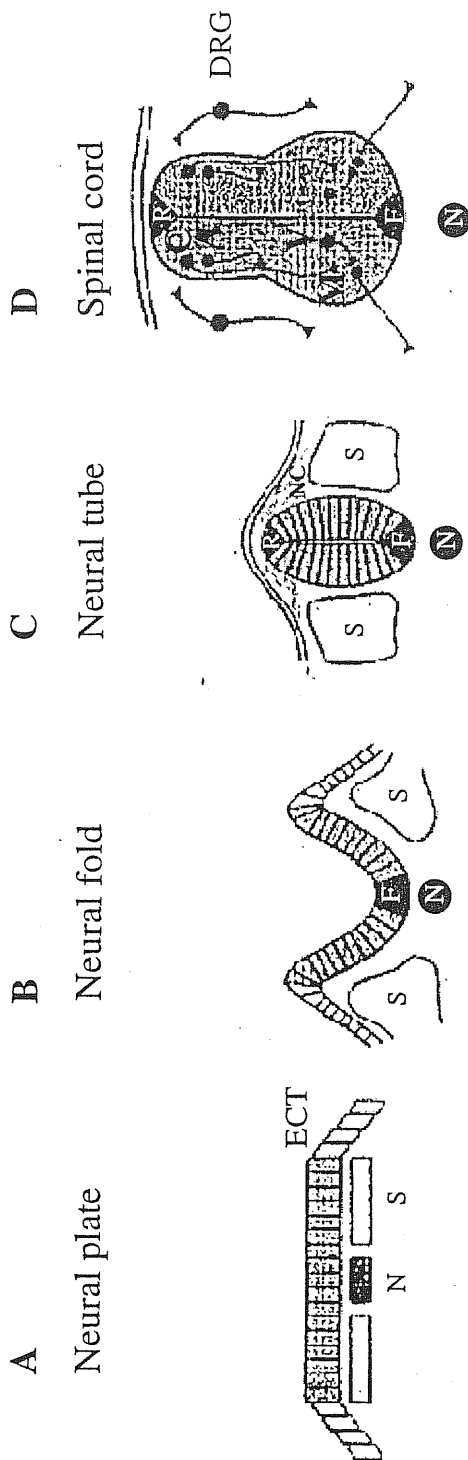 A
Neural plate
ECT
N
S
B
Neural fold
F
N
S
S
C
Neural tube
R
NC
F
N
S
S
D
Spinal cord
DRG
R
C
A
M
F
N